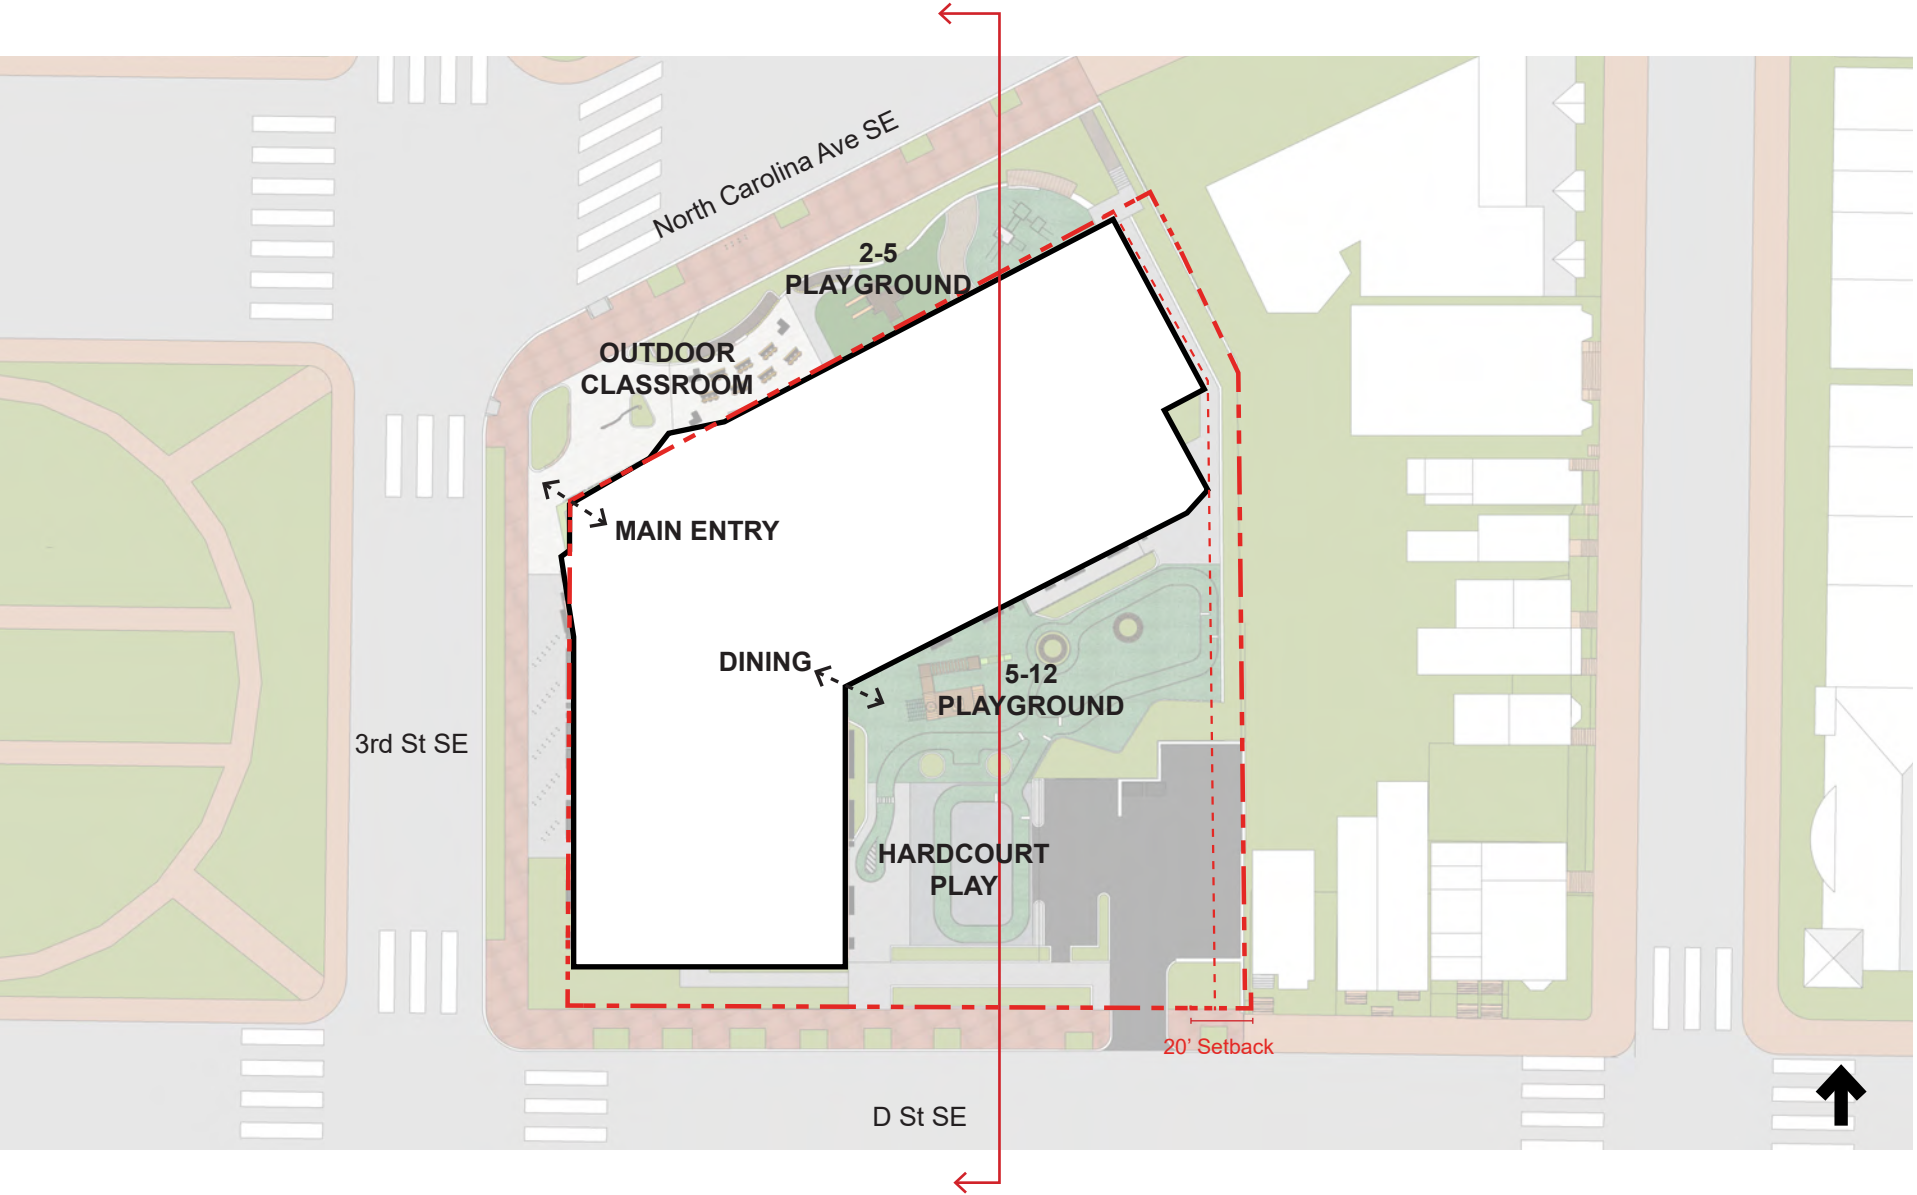 North Carolina Ave SE
2-5
PLAYGROUND
OUTDOOR
CLASSROOM
MAIN ENTRY
DINING
5-12
PLAYGROUND
3rd St SE
HARDCOURT
PLAY
20' Setback
D St SE